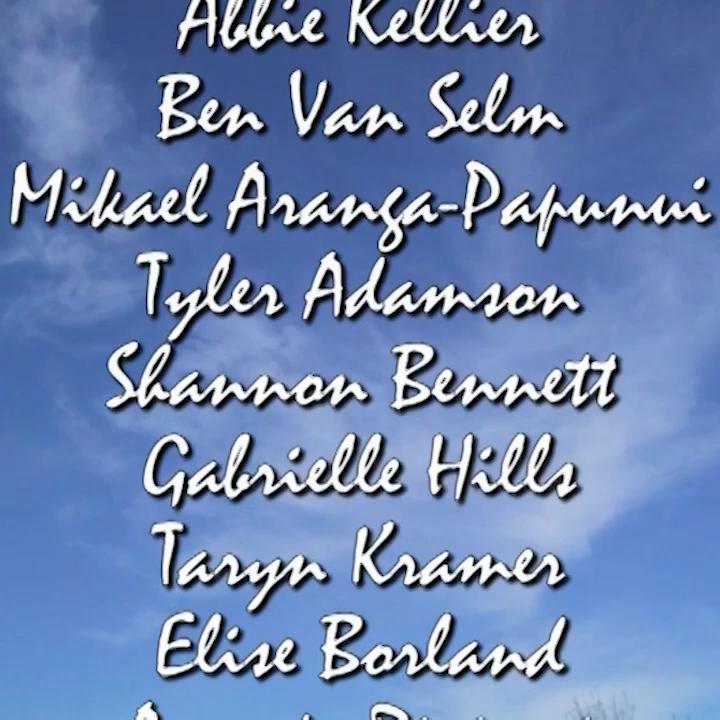 Abbie Kellier
Ben Van Selm
Mikael Aranga-Papunui
Tyler Adamson
Shannon Bennett
Gabrielle Hills
Taryn Kramer
Elise Borland